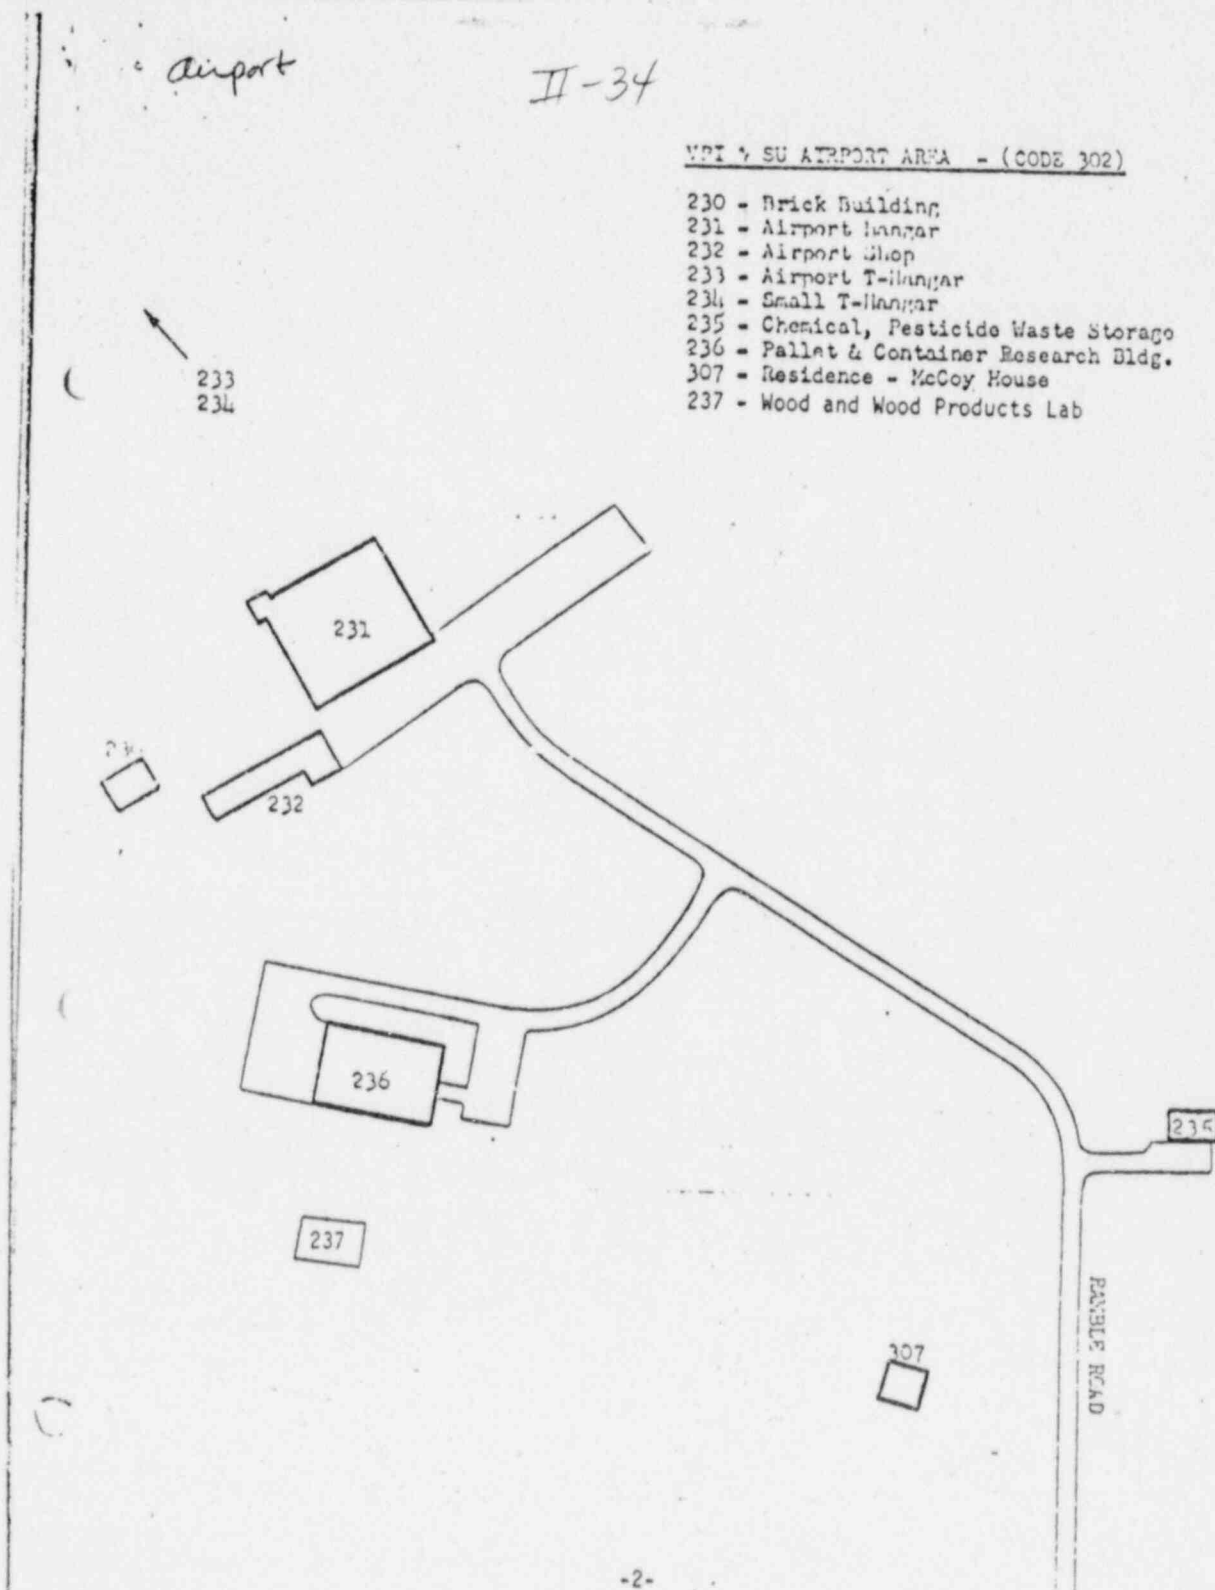 airport
II-34
VPI & SU AIRPORT AREA - (CODE 302)
230 - Brick Building
231 - Airport Hangar
232 - Airport Shop
233 - Airport T-Hangar
234 - Small T-Hangar
235 - Chemical, Pesticide Waste Storage
236 - Pallet & Container Research Bldg.
307 - Residence - McCoy House
237 - Wood and Wood Products Lab
233
234
231
230
232
236
235
237
RAMBLE ROAD
307
-2-